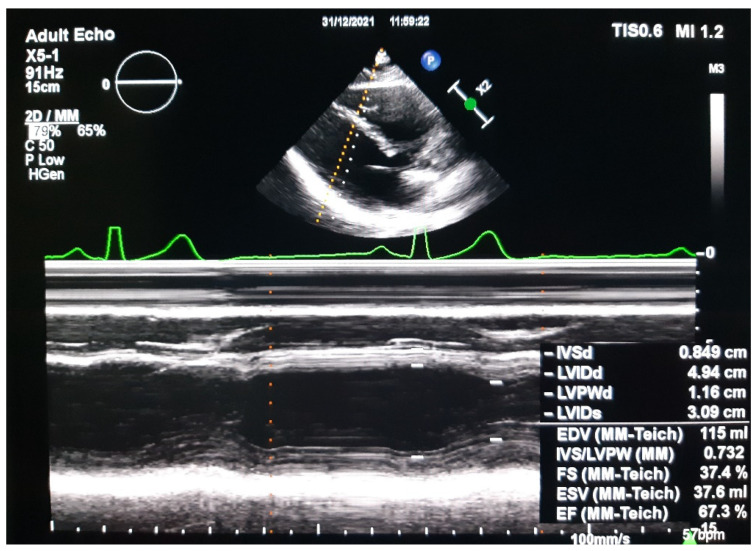 31/12/2021 11:59:22
Adult Echo
TIS0.6 MI 1.2
X5-1
91Hz
15cm
0
M3
P
X2
2D / MM
79% 65%
C 50
P Low
HGen
0
- IVSd 0.849 cm
- LVIDd 4.94 cm
- LVPWd 1.16 cm
- LVIDs 3.09 cm
EDV (MM-Teich) 115 ml
IVS/LVPW (MM) 0.732
FS (MM-Teich) 37.4 %
ESV (MM-Teich) 37.6 ml
EF (MM-Teich) 67.3 %
15
100mm/s 57bpm